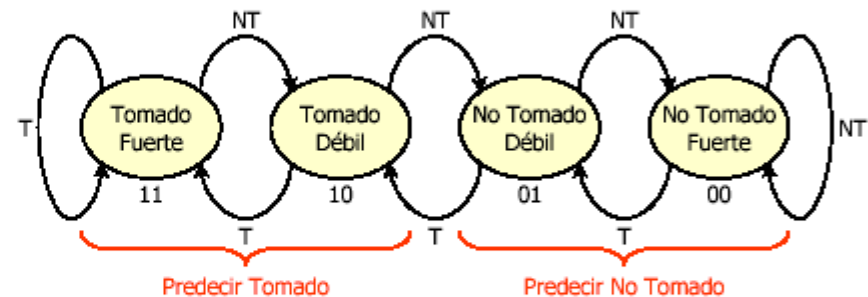 NT NT NT
T Tomado Tomado No Tomado No Tomado NT
Fuerte Débil Débil Fuerte
11 10 01 00
T T T
Predecir Tomado Predecir No Tomado